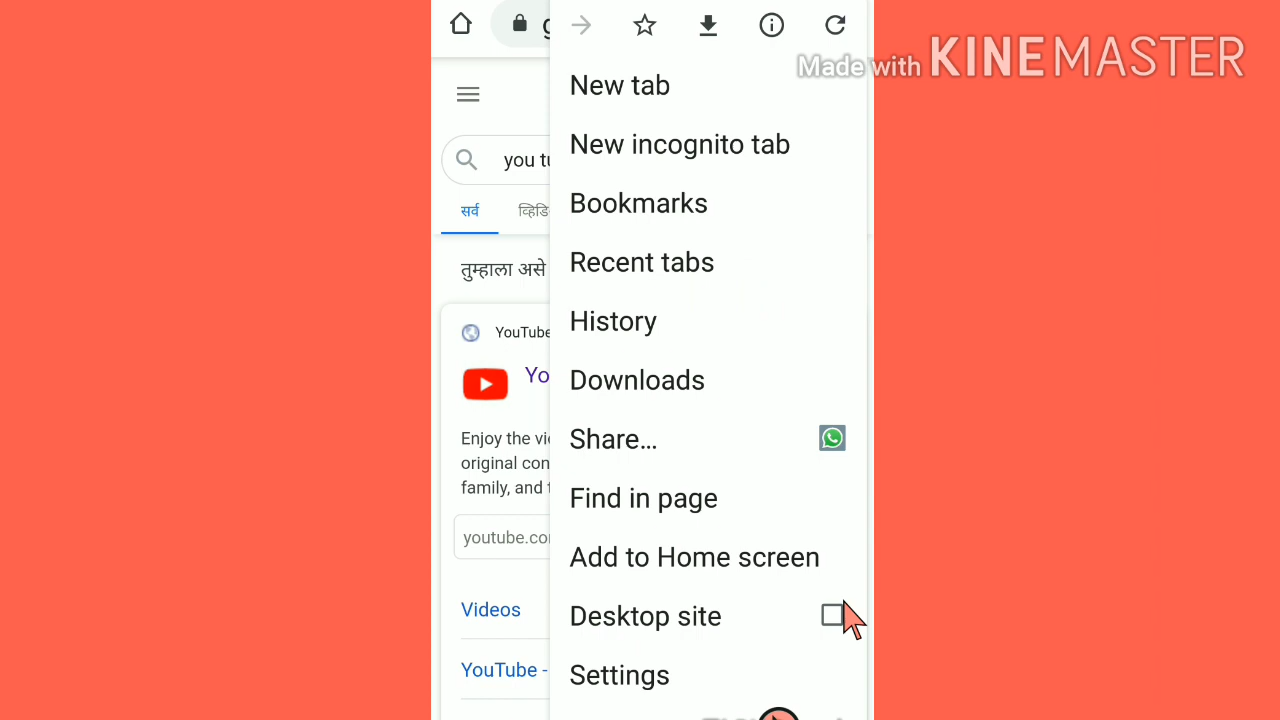 g
Made with KINEMASTER
New tab
New incognito tab
you tu
Bookmarks
सर्व व्हिडि
Recent tabs
तुम्हाला असे
History
YouTube
Yo
Downloads
Enjoy the vi
Share...
original con
family, and t
Find in page
youtube.co
Add to Home screen
Videos
Desktop site
YouTube -
Settings